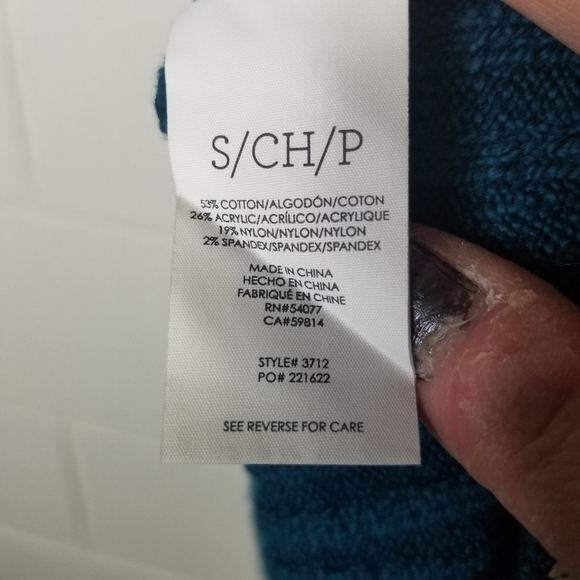 S/CH/P
53% COTTON/ALGODÓN/COTON
26% ACRYLIC/ACRÍLICO/ACRYLIQUE
19% NYLON/NYLON/NYLON
2% SPANDEX/SPANDEX/SPANDEX
MADE IN CHINA
HECHO EN CHINA
FABRIQUÉ EN CHINE
RN#54077
CA#59814
STYLE# 3712
PO# 221622
SEE REVERSE FOR CARE